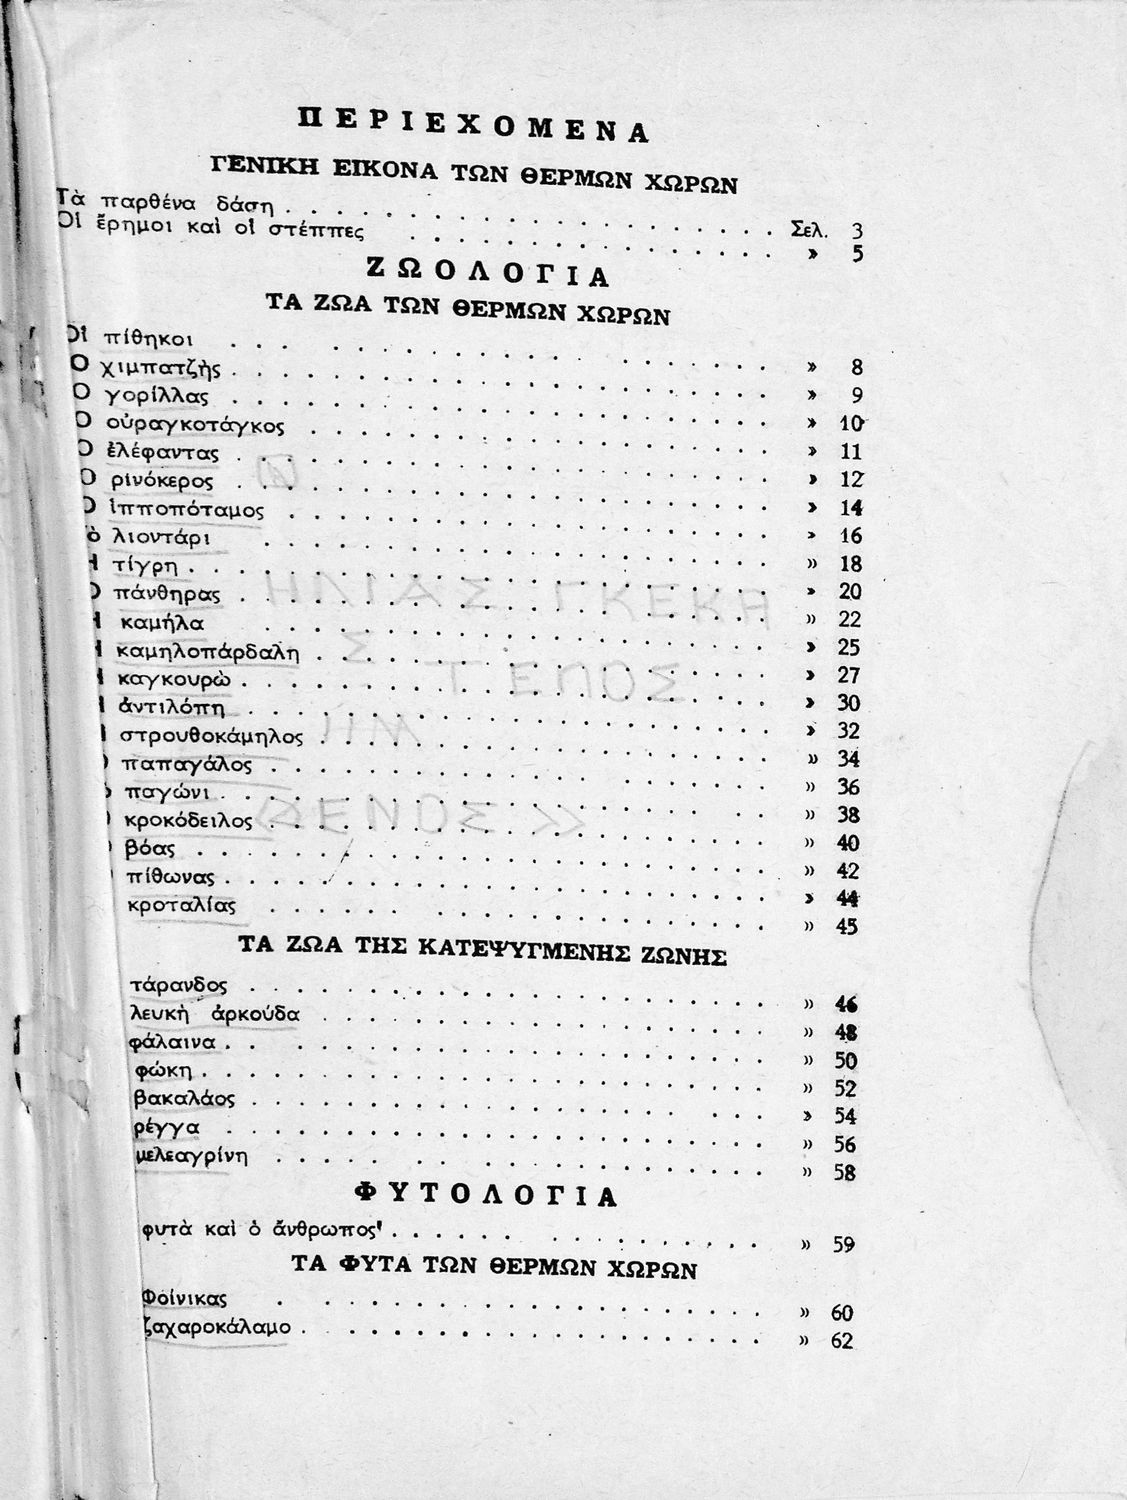 ΠΕΡΙΕΧΟΜΕΝΑ
ΓΕΝΙΚΗ ΕΙΚΟΝΑ ΤΩΝ ΘΕΡΜΩΝ ΧΩΡΩΝ
Τὰ παρθένα δάση . . . . . . . . . . . . . . . . . Σελ. 3
Οἱ ἔρημοι καὶ οἱ στέππες . . . . . . . . . . . . . » 5
ΖΩΟΛΟΓΙΑ
ΤΑ ΖΩΑ ΤΩΝ ΘΕΡΜΩΝ ΧΩΡΩΝ
Οἱ πίθηκοι . . . . . . . . . . . . . . . . . » 8
Ὁ χιμπατζὴς . . . . . . . . . . . . . . . . . » 9
Ὁ γορίλλας . . . . . . . . . . . . . . . . . » 10
Ὁ οὐραγκοτάγκος . . . . . . . . . . . . . . . . . » 11
Ὁ ἐλέφαντας . . . . . . . . . . . . . . . . . » 12
Ὁ ρινόκερος . . . . . . . . . . . . . . . . . » 14
Ὁ ἱπποπόταμος . . . . . . . . . . . . . . . . . » 16
ὸ λιοντάρι . . . . . . . . . . . . . . . . . » 18
Η τίγρη . . . . . . . . . . . . . . . . . » 20
Ο πάνθηρας . . . . . . . . . . . . . . . . . » 22
Η καμήλα . . . . . . . . . . . . . . . . . » 25
Η καμηλοπάρδαλη . . . . . . . . . . . . . . . . . » 27
καγκουρὼ . . . . . . . . . . . . . . . . . » 30
ἀντιλόπη . . . . . . . . . . . . . . . . . » 32
στρουθοκάμηλος . . . . . . . . . . . . . . . . . » 34
παπαγάλος . . . . . . . . . . . . . . . . . » 36
παγώνι . . . . . . . . . . . . . . . . . » 38
κροκόδειλος . . . . . . . . . . . . . . . . . » 40
βόας . . . . . . . . . . . . . . . . . » 42
πίθωνας . . . . . . . . . . . . . . . . . » 44
κροταλίας . . . . . . . . . . . . . . . . . » 45
ΤΑ ΖΩΑ ΤΗΣ ΚΑΤΕΨΥΓΜΕΝΗΣ ΖΩΝΗΣ
τάρανδος . . . . . . . . . . . . . . . . . » 46
λευκὴ ἀρκούδα . . . . . . . . . . . . . . . . . » 48
φάλαινα . . . . . . . . . . . . . . . . . » 50
φώκη . . . . . . . . . . . . . . . . . » 52
βακαλάος . . . . . . . . . . . . . . . . . » 54
ρέγγα . . . . . . . . . . . . . . . . . » 56
μελεαγρίνη . . . . . . . . . . . . . . . . . » 58
ΦΥΤΟΛΟΓΙΑ
φυτὰ καὶ ὁ ἄνθρωπος . . . . . . . . . . . . . . . » 59
ΤΑ ΦΥΤΑ ΤΩΝ ΘΕΡΜΩΝ ΧΩΡΩΝ
Φοίνικας . . . . . . . . . . . . . . . . . » 60
ζαχαροκάλαμο . . . . . . . . . . . . . . . . . » 62